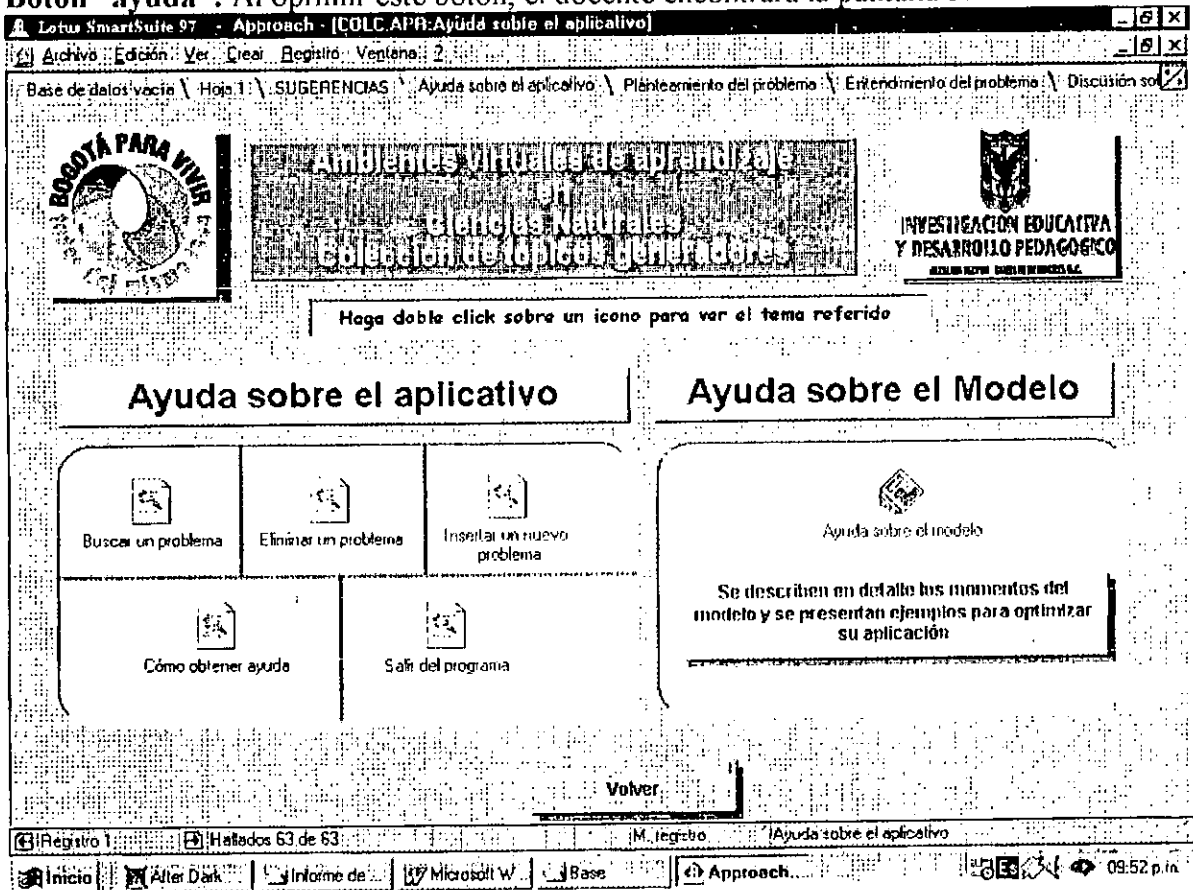 Botón "ayuda". Al oprimir este botón, el docente encontrará la pantalla
Lotus SmartSuite 97 - Approach - [COLC.APR:Ayuda sobre el aplicativo]
Archivo Edición Ver Crear Registro Ventana ?
Base de datos vacía \ Hoja 1 \ SUGERENCIAS \ Ayuda sobre el aplicativo \ Planteamiento del problema \ Entendimiento del problema \ Discusión sol
BOGOTÁ PARA VIVIR
Ambientes Virtuales de aprendizaje
en
Ciencias Naturales
Colección de tópicos generadores
INVESTIGACION EDUCATIVA
Y DESARROLLO PEDAGOGICO
Haga doble click sobre un icono para ver el tema referido
Ayuda sobre el aplicativo
Ayuda sobre el Modelo
Buscar un problema
Eliminar un problema
Insertar un nuevo
problema
Cómo obtener ayuda
Salir del programa
Ayuda sobre el modelo
Se describen en detalle los momentos del
modelo y se presentan ejemplos para optimizar
su aplicación
Volver
Registro 1 Hallados 63 de 63 M. registro Ayuda sobre el aplicativo
Inicio After Dark Informe de... Microsoft W... Base Approach.... Es 09:52 p.m.